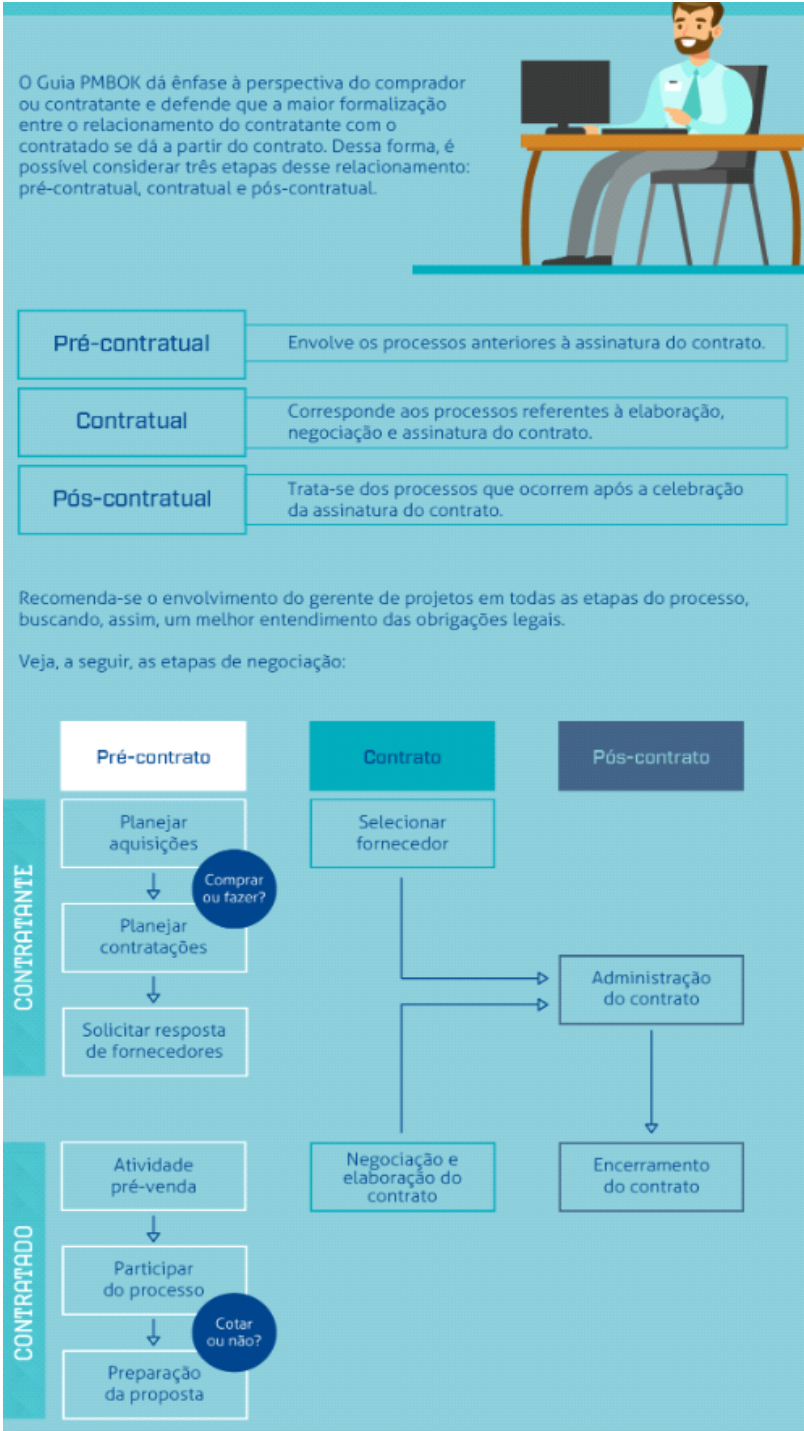 O Guia PMBOK dá ênfase à perspectiva do comprador
ou contratante e defende que a maior formalização
entre o relacionamento do contratante com o
contratado se dá a partir do contrato. Dessa forma, é
possível considerar três etapas desse relacionamento:
pré-contratual, contratual e pós-contratual.
Pré-contratual
Envolve os processos anteriores à assinatura do contrato.
Contratual
Corresponde aos processos referentes à elaboração,
negociação e assinatura do contrato.
Pós-contratual
Trata-se dos processos que ocorrem após a celebração
da assinatura do contrato.
Recomenda-se o envolvimento do gerente de projetos em todas as etapas do processo,
buscando, assim, um melhor entendimento das obrigações legais.
Veja, a seguir, as etapas de negociação:
Pré-contrato
Contrato
Pós-contrato
CONTRATANTE
Planejar
aquisições
Comprar
ou fazer?
Planejar
contratações
Solicitar resposta
de fornecedores
Selecionar
fornecedor
Administração
do contrato
CONTRATADO
Atividade
pré-venda
Participar
do processo
Cotar
ou não?
Preparação
da proposta
Negociação e
elaboração do
contrato
Encerramento
do contrato